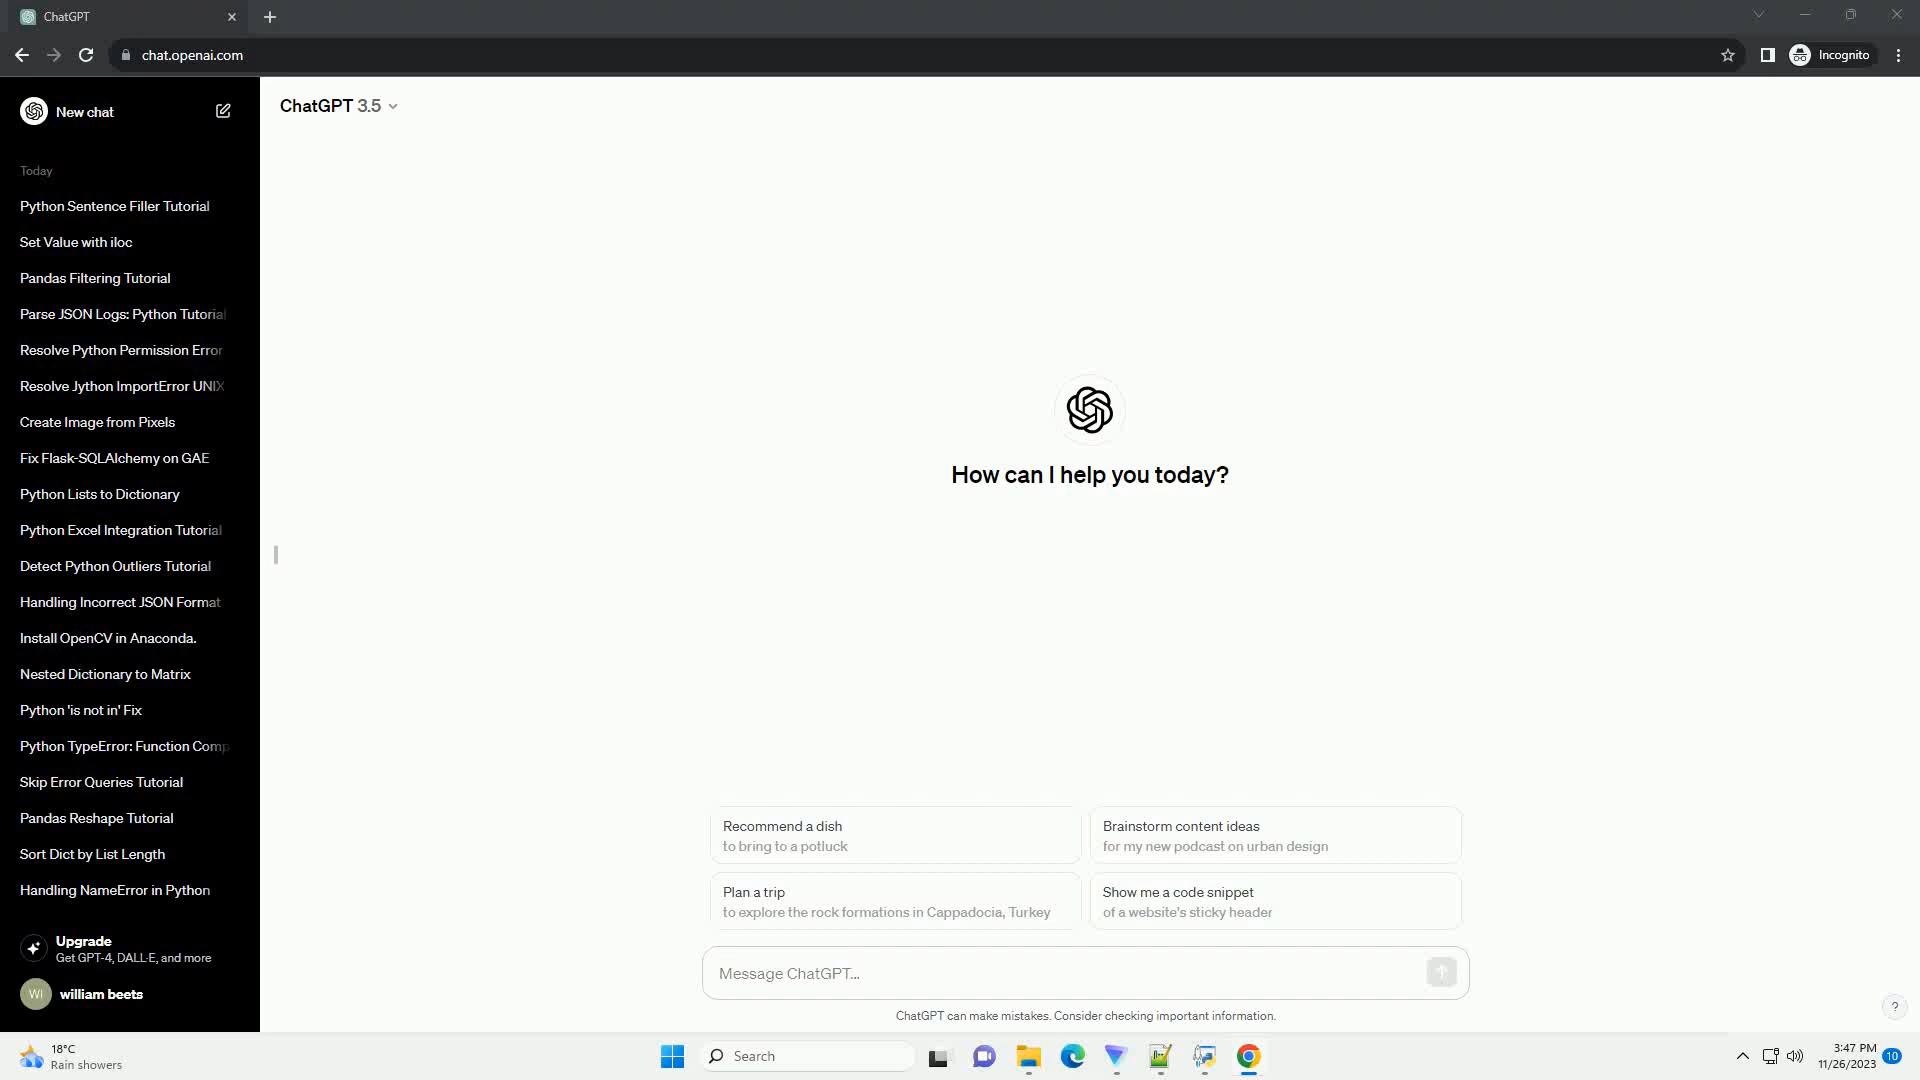 ChatGPT
chat.openai.com
Incognito
New chat
ChatGPT 3.5
Today
Python Sentence Filler Tutorial
Set Value with iloc
Pandas Filtering Tutorial
Parse JSON Logs: Python Tutorial
Resolve Python Permission Error
Resolve Jython ImportError UNIX
Create Image from Pixels
Fix Flask-SQLAlchemy on GAE
Python Lists to Dictionary
Python Excel Integration Tutorial
Detect Python Outliers Tutorial
Handling Incorrect JSON Format
Install OpenCV in Anaconda.
Nested Dictionary to Matrix
Python 'is not in' Fix
Python TypeError: Function Comp
Skip Error Queries Tutorial
Pandas Reshape Tutorial
Sort Dict by List Length
Handling NameError in Python
Upgrade
Get GPT-4, DALL·E, and more
WI
william beets
How can I help you today?
Recommend a dish
to bring to a potluck
Brainstorm content ideas
for my new podcast on urban design
Plan a trip
to explore the rock formations in Cappadocia, Turkey
Show me a code snippet
of a website's sticky header
Message ChatGPT...
ChatGPT can make mistakes. Consider checking important information.
?
18°C
Rain showers
Search
3:47 PM
11/26/2023
10